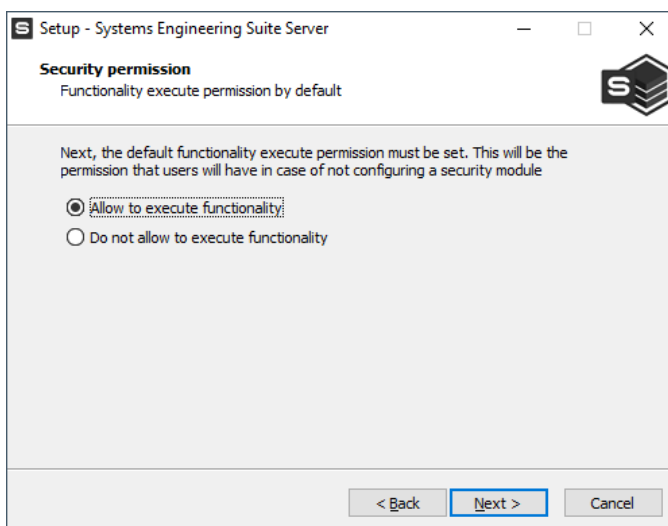 S Setup - Systems Engineering Suite Server
Security permission
Functionality execute permission by default
S
Next, the default functionality execute permission must be set. This will be the
permission that users will have in case of not configuring a security module
Allow to execute functionality
Do not allow to execute functionality
< Back Next > Cancel